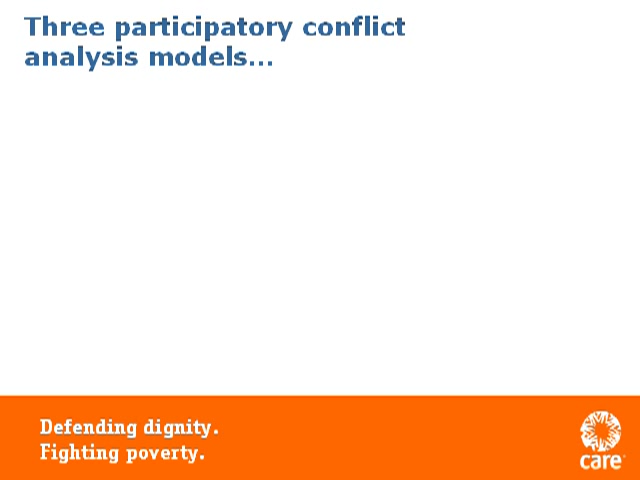 Three participatory conflict
analysis models...
Defending dignity.
Fighting poverty.
care